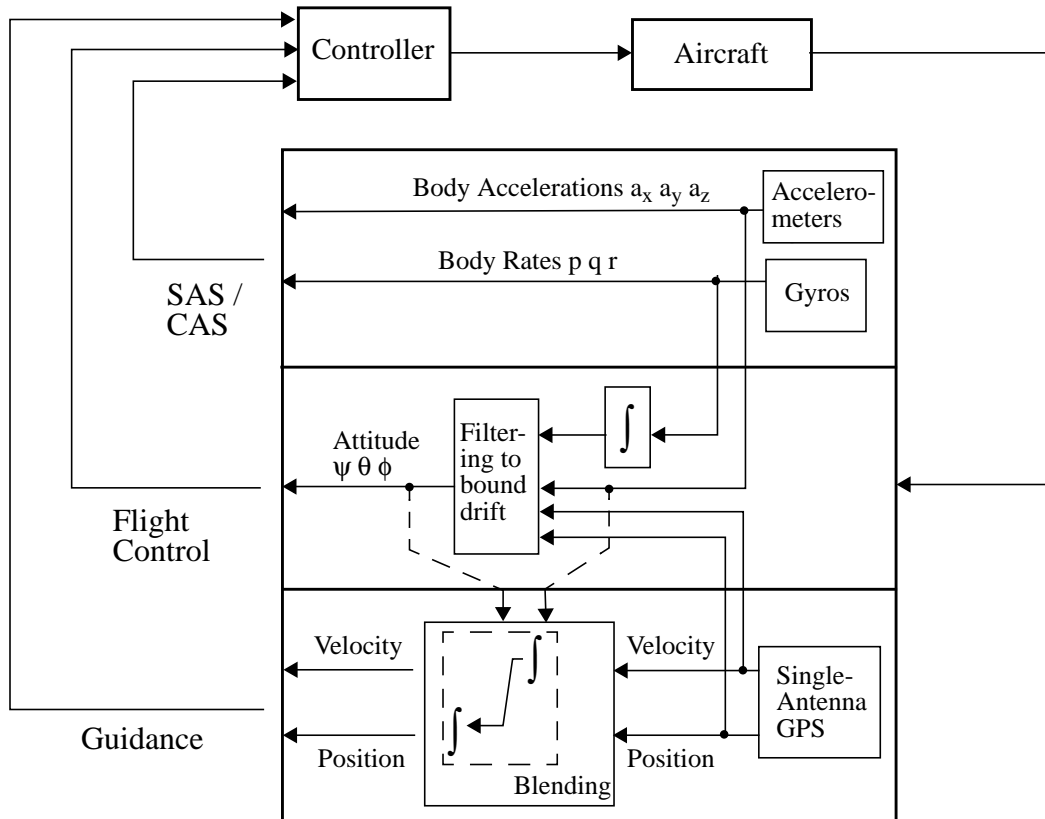 Controller
Aircraft
Body Accelerations a_x a_y a_z
Accelero-
meters
Body Rates p q r
Gyros
SAS /
CAS
Attitude
ψ θ ϕ
Filter-
ing to
bound
drift
∫
Flight
Control
Velocity
Position
∫
∫
Blending
Velocity
Position
Single-
Antenna
GPS
Guidance